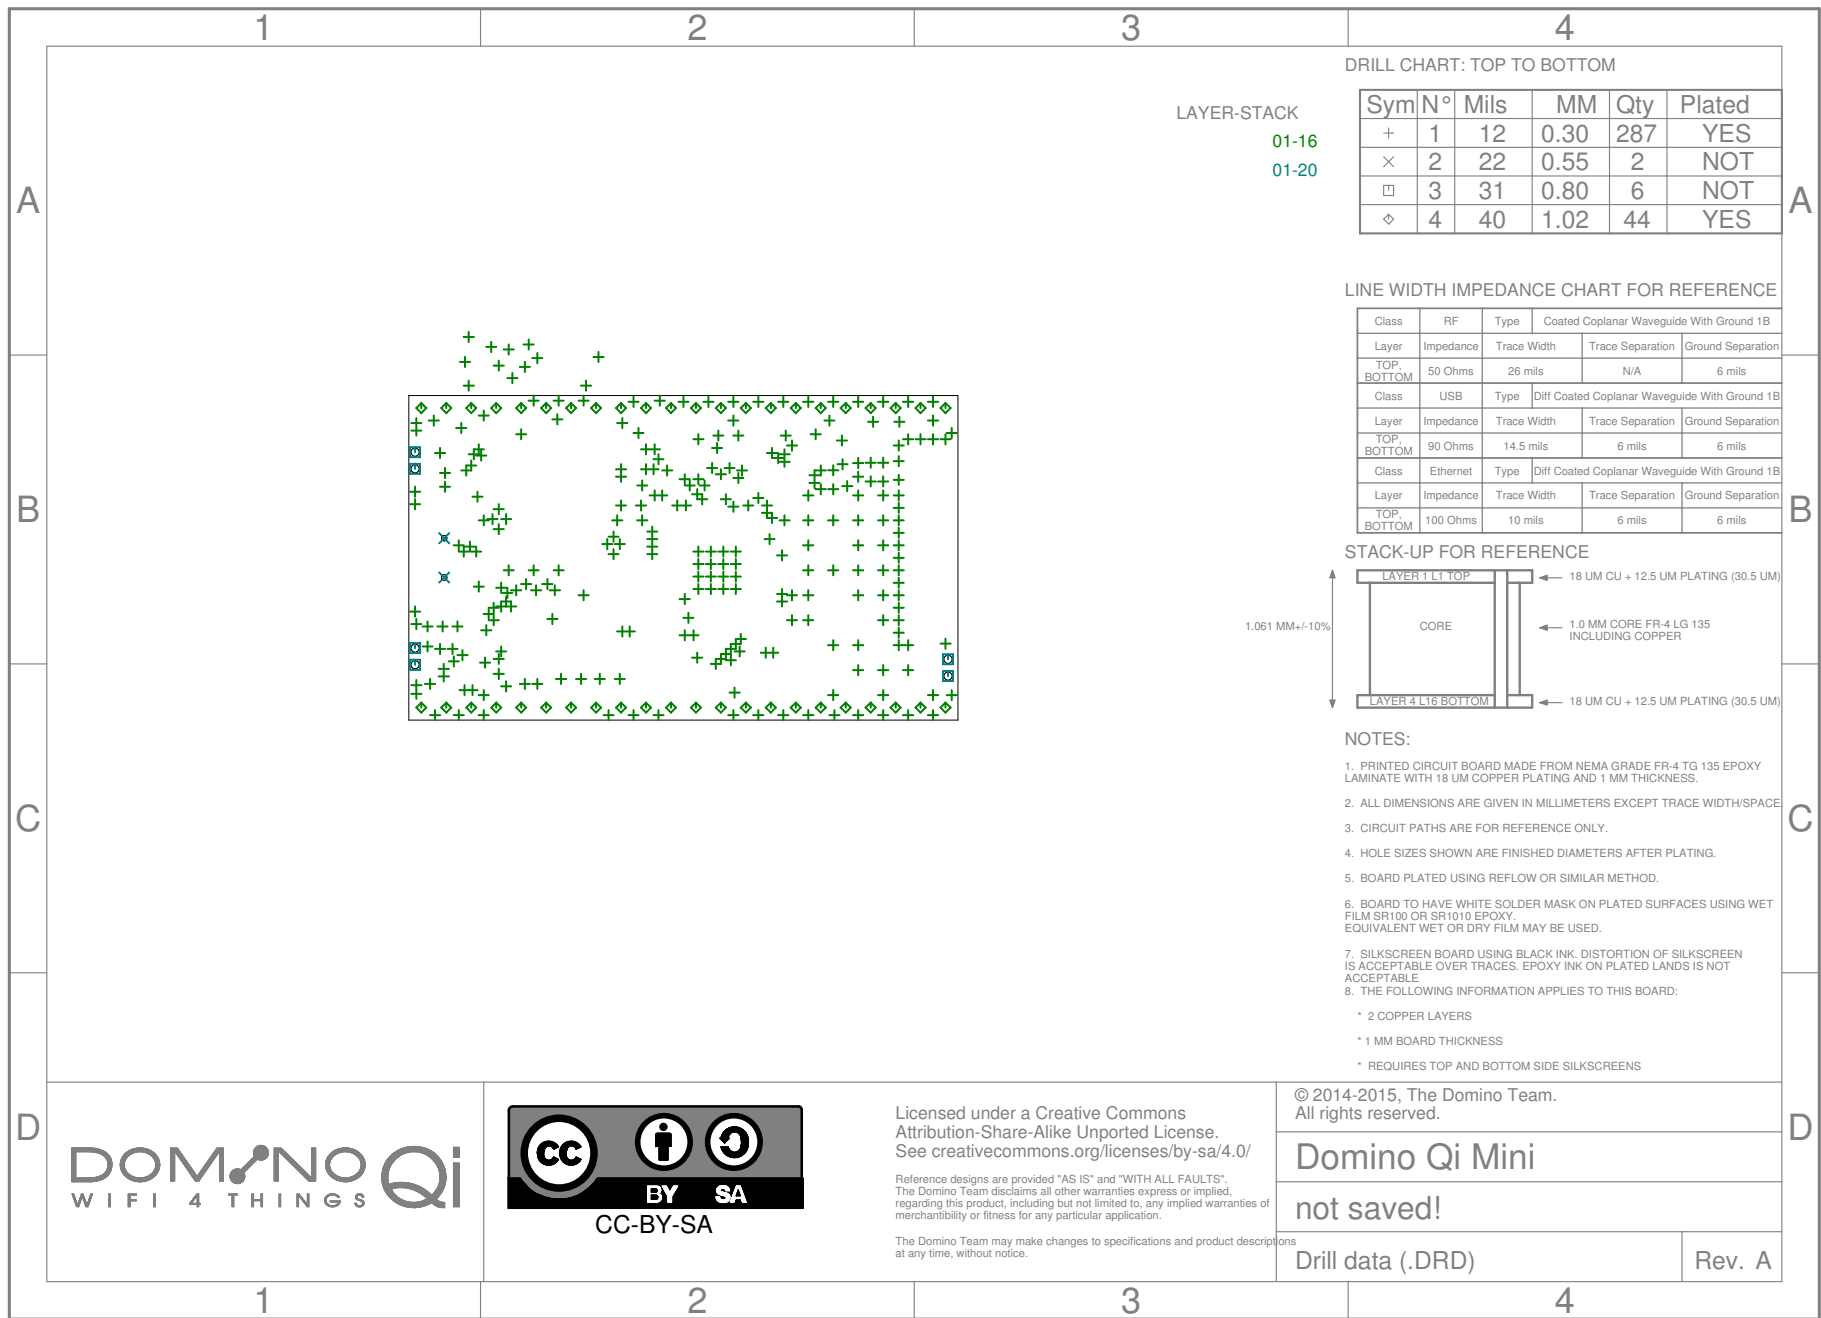 1 2 3 4
A
B
C
D
A
B
C
D
1 2 3 4
LAYER-STACK
01-16
01-20
DRILL CHART: TOP TO BOTTOM
Sym N° Mils MM Qty Plated
+ 1 12 0.30 287 YES
× 2 22 0.55 2 NOT
3 31 0.80 6 NOT
4 40 1.02 44 YES
LINE WIDTH IMPEDANCE CHART FOR REFERENCE
Class RF Type Coated Coplanar Waveguide With Ground 1B
Layer Impedance Trace Width Trace Separation Ground Separation
TOP, BOTTOM 50 Ohms 26 mils N/A 6 mils
Class USB Type Diff Coated Coplanar Waveguide With Ground 1B
Layer Impedance Trace Width Trace Separation Ground Separation
TOP, BOTTOM 90 Ohms 14.5 mils 6 mils 6 mils
Class Ethernet Type Diff Coated Coplanar Waveguide With Ground 1B
Layer Impedance Trace Width Trace Separation Ground Separation
TOP, BOTTOM 100 Ohms 10 mils 6 mils 6 mils
STACK-UP FOR REFERENCE
LAYER 1 L1 TOP
18 UM CU + 12.5 UM PLATING (30.5 UM)
1.061 MM+/-10%
CORE
1.0 MM CORE FR-4 LG 135
INCLUDING COPPER
LAYER 4 L16 BOTTOM
18 UM CU + 12.5 UM PLATING (30.5 UM)
NOTES:
1. PRINTED CIRCUIT BOARD MADE FROM NEMA GRADE FR-4 TG 135 EPOXY
LAMINATE WITH 18 UM COPPER PLATING AND 1 MM THICKNESS.
2. ALL DIMENSIONS ARE GIVEN IN MILLIMETERS EXCEPT TRACE WIDTH/SPACE
3. CIRCUIT PATHS ARE FOR REFERENCE ONLY.
4. HOLE SIZES SHOWN ARE FINISHED DIAMETERS AFTER PLATING.
5. BOARD PLATED USING REFLOW OR SIMILAR METHOD.
6. BOARD TO HAVE WHITE SOLDER MASK ON PLATED SURFACES USING WET
FILM SR100 OR SR1010 EPOXY.
EQUIVALENT WET OR DRY FILM MAY BE USED.
7. SILKSCREEN BOARD USING BLACK INK. DISTORTION OF SILKSCREEN
IS ACCEPTABLE OVER TRACES. EPOXY INK ON PLATED LANDS IS NOT
ACCEPTABLE
8. THE FOLLOWING INFORMATION APPLIES TO THIS BOARD:
* 2 COPPER LAYERS
* 1 MM BOARD THICKNESS
* REQUIRES TOP AND BOTTOM SIDE SILKSCREENS
DOMINO Qi
WIFI 4 THINGS
CC
BY SA
CC-BY-SA
Licensed under a Creative Commons
Attribution-Share-Alike Unported License.
See creativecommons.org/licenses/by-sa/4.0/
Reference designs are provided "AS IS" and "WITH ALL FAULTS".
The Domino Team disclaims all other warranties express or implied,
regarding this product, including but not limited to, any implied warranties of
merchantibility or fitness for any particular application.
The Domino Team may make changes to specifications and product descriptions
at any time, without notice.
© 2014-2015, The Domino Team.
All rights reserved.
Domino Qi Mini
not saved!
Drill data (.DRD) Rev. A